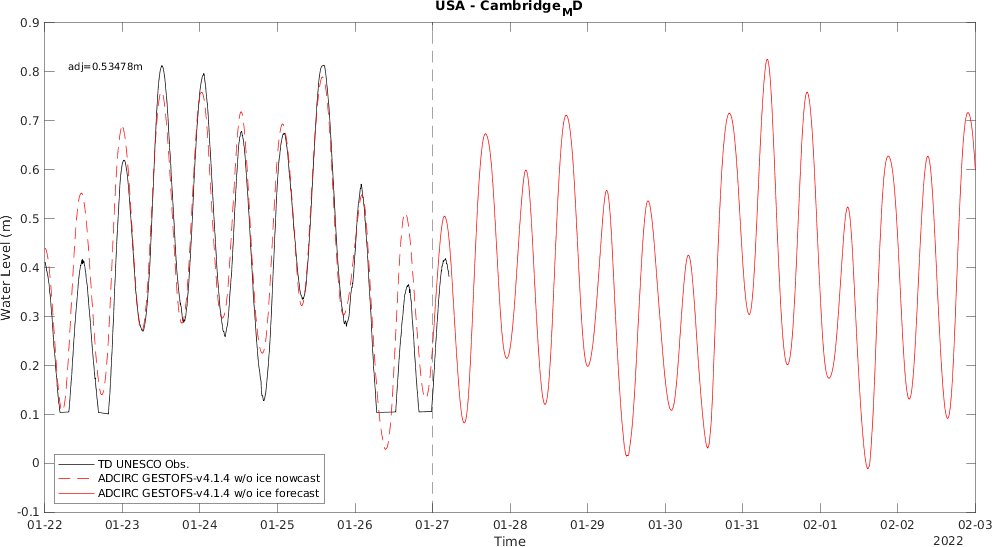 USA - Cambridge_MD
0.9
0.8
0.7
0.6
0.5
0.4
0.3
0.2
0.1
0
-0.1
Water Level (m)
adj=0.53478m
TD UNESCO Obs.
ADCIRC GESTOFS-v4.1.4 w/o ice nowcast
ADCIRC GESTOFS-v4.1.4 w/o ice forecast
01-22 01-23 01-24 01-25 01-26 01-27 01-28 01-29 01-30 01-31 02-01 02-02 02-03
Time
2022